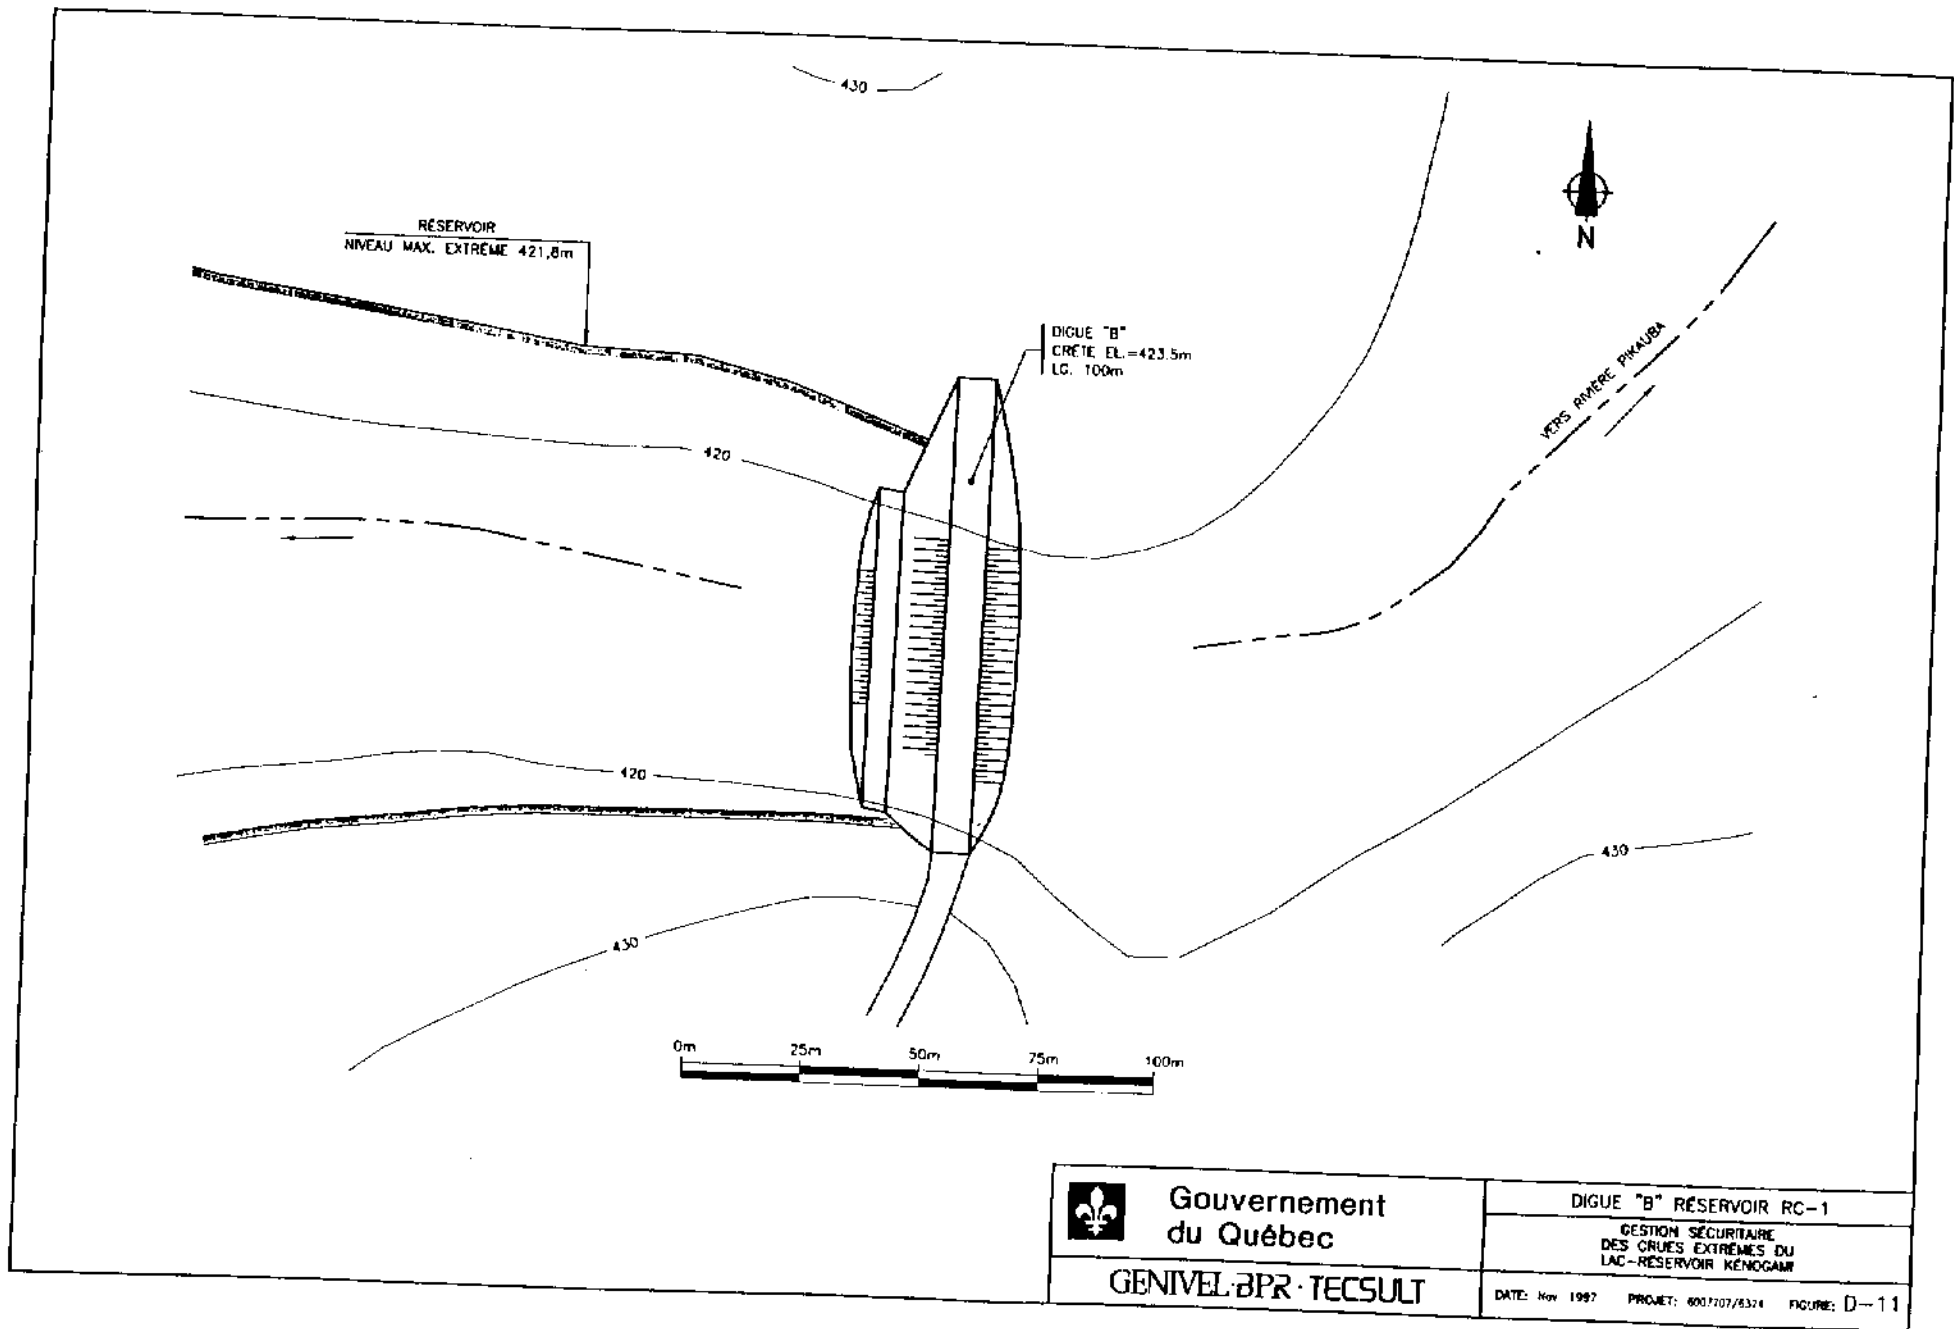 430
RÉSERVOIR
NIVEAU MAX. EXTRÊME 421,8m
N
DIGUE "B"
CRÊTE EL.=423.5m
LG. 100m
VERS RIVIÈRE PIKAUBA
420
420
430
430
0m 25m 50m 75m 100m
Gouvernement
du Québec
GENIVEL·BPR·TECSULT
DIGUE "B" RÉSERVOIR RC-1
GESTION SÉCURITAIRE
DES CRUES EXTRÊMES DU
LAC-RÉSERVOIR KÉNOGAMI
DATE: Nov 1997 PROJET: FIGURE: D-11